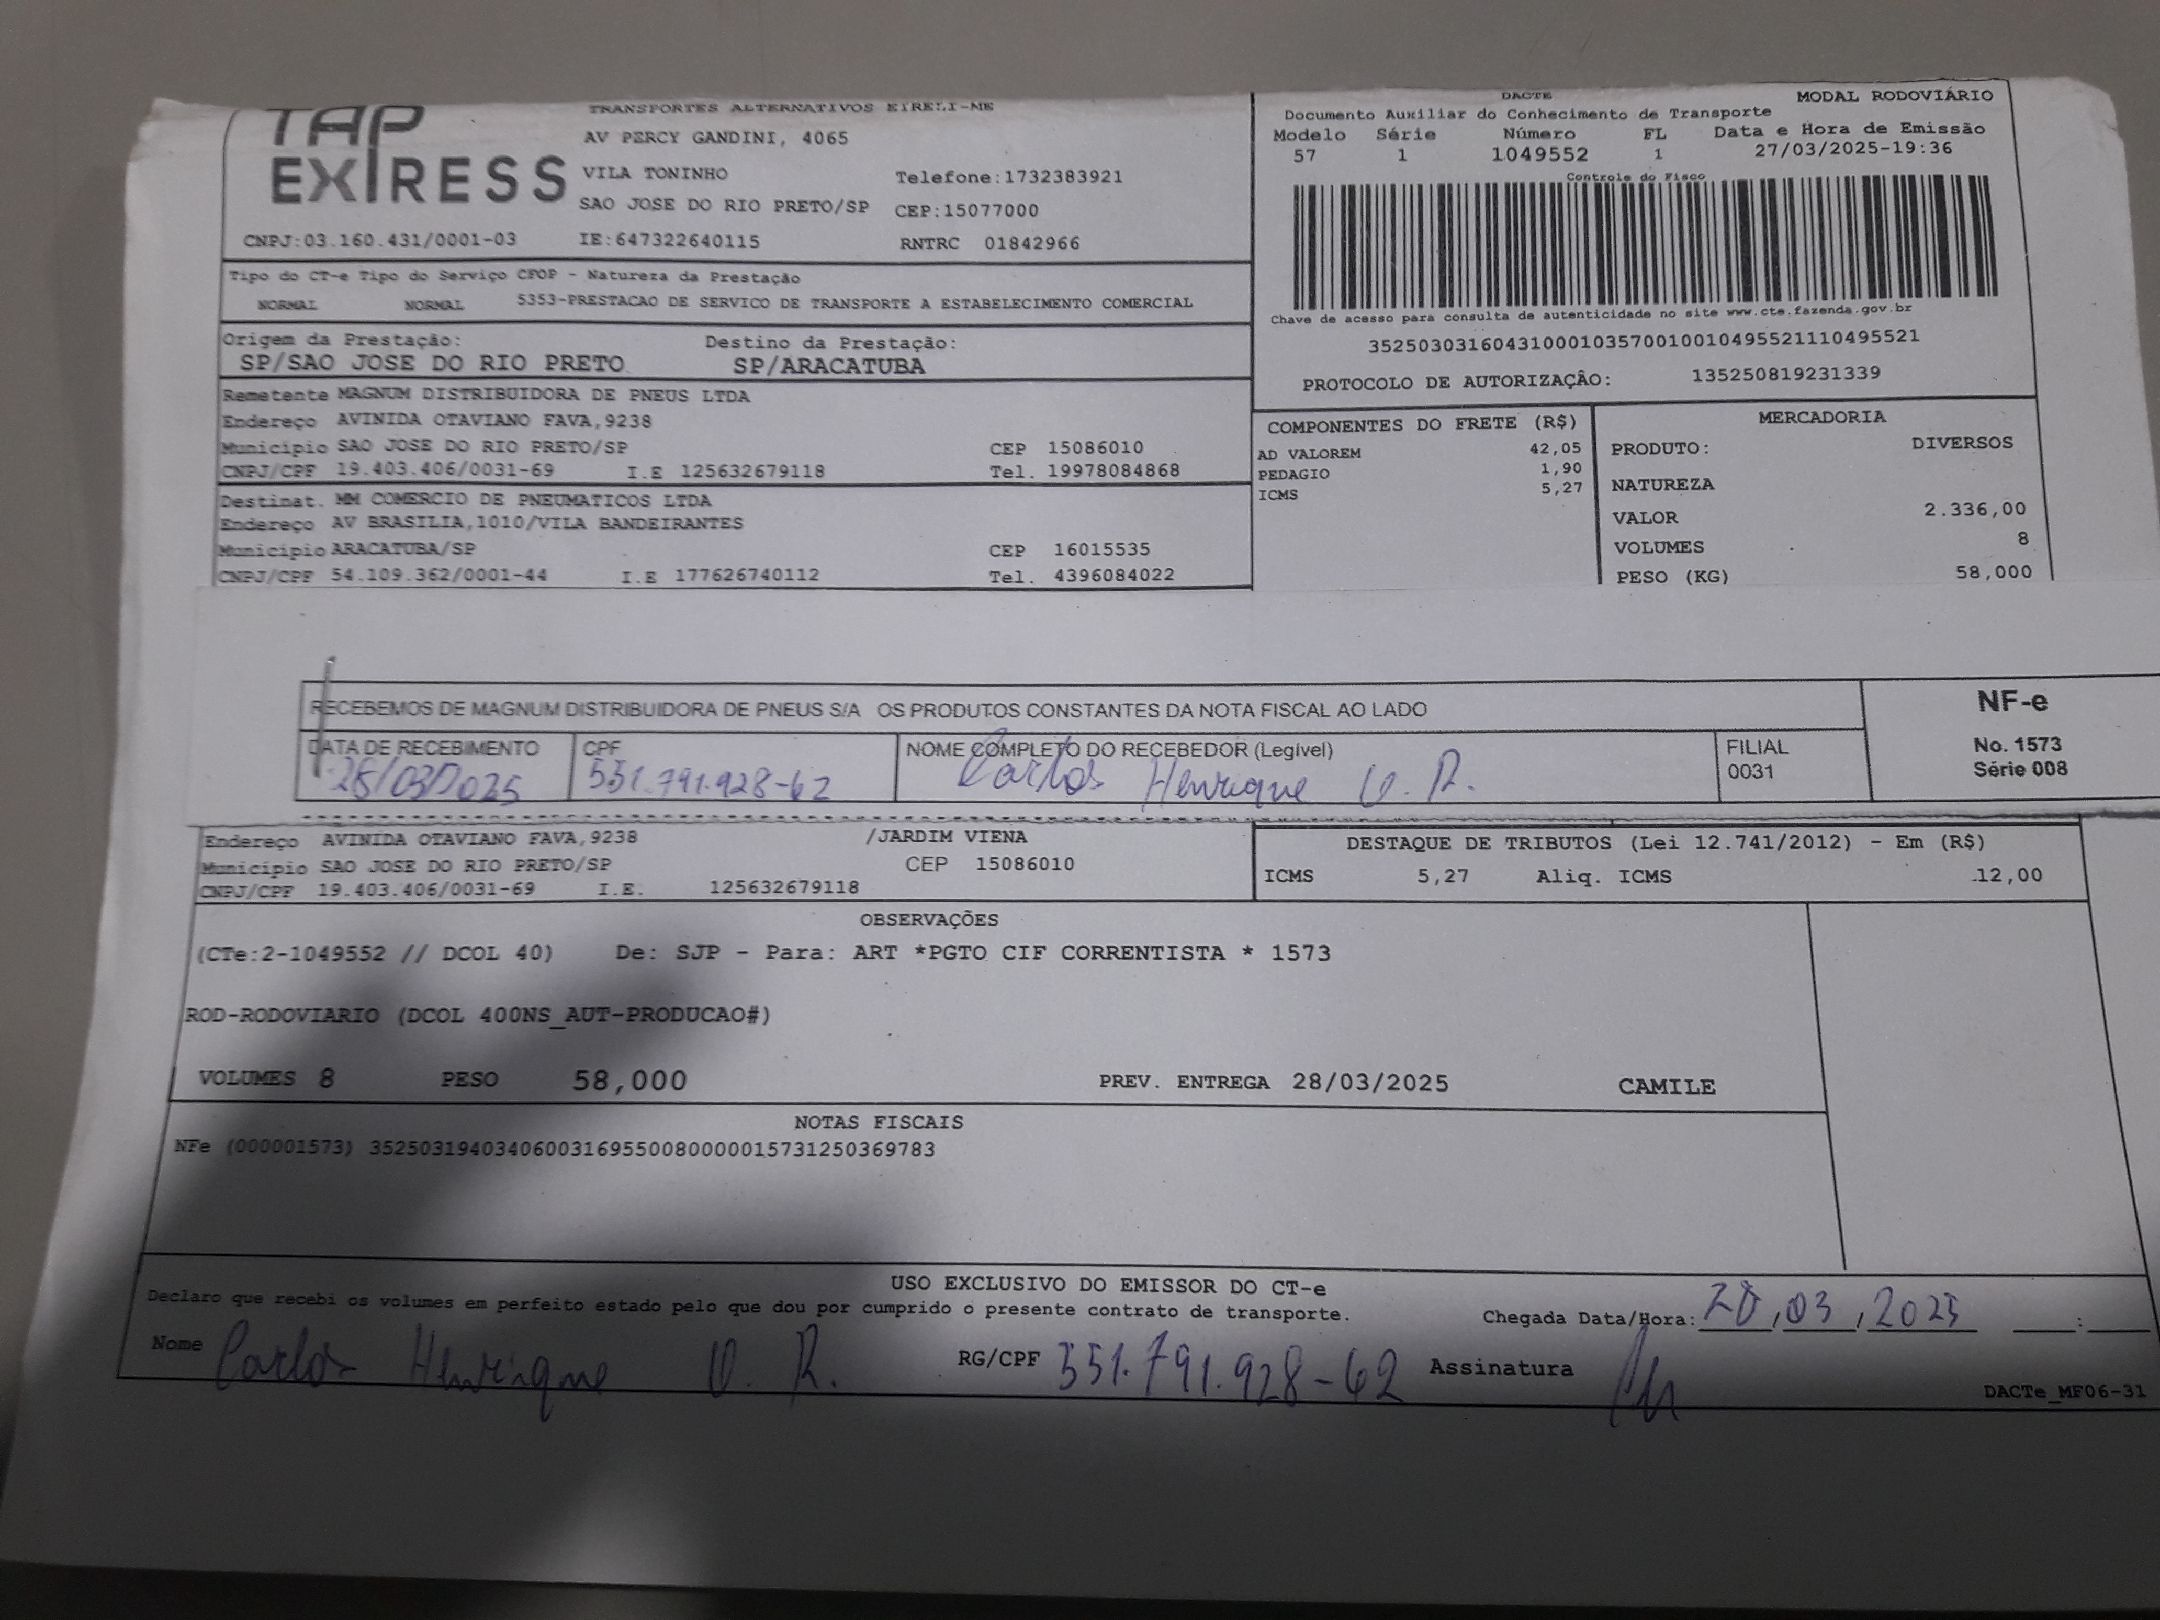 TAP
EXPRESS
TRANSPORTES ALTERNATIVOS EIRELI-ME
AV PERCY GANDINI, 4065
VILA TONINHO Telefone:1732383921
SAO JOSE DO RIO PRETO/SP CEP:15077000
CNPJ:03.160.431/0001-03 IE:647322640115 RNTRC 01842966
DACTE MODAL RODOVIÁRIO
Documento Auxiliar do Conhecimento de Transporte
Modelo Série Número FL Data e Hora de Emissão
57 1 1049552 1 27/03/2025-19:36
Controle do Fisco
Chave de acesso para consulta de autenticidade no site www.cte.fazenda.gov.br
35250303160431000103570010010495521110495521
PROTOCOLO DE AUTORIZAÇÃO: 135250819231339
Tipo do CT-e Tipo do Serviço CFOP - Natureza da Prestação
NORMAL NORMAL 5353-PRESTACAO DE SERVICO DE TRANSPORTE A ESTABELECIMENTO COMERCIAL
Origem da Prestação: Destino da Prestação:
SP/SAO JOSE DO RIO PRETO SP/ARACATUBA
Remetente MAGNUM DISTRIBUIDORA DE PNEUS LTDA
Endereço AVINIDA OTAVIANO FAVA,9238
Município SAO JOSE DO RIO PRETO/SP CEP 15086010
CNPJ/CPF 19.403.406/0031-69 I.E 125632679118 Tel. 19978084868
Destinat. MM COMERCIO DE PNEUMATICOS LTDA
Endereço AV BRASILIA,1010/VILA BANDEIRANTES
Município ARACATUBA/SP CEP 16015535
CNPJ/CPF 54.109.362/0001-44 I.E 177626740112 Tel. 4396084022
COMPONENTES DO FRETE (R$)
AD VALOREM 42,05
PEDAGIO 1,90
ICMS 5,27
MERCADORIA
PRODUTO: DIVERSOS
NATUREZA
VALOR 2.336,00
VOLUMES 8
PESO (KG) 58,000
RECEBEMOS DE MAGNUM DISTRIBUIDORA DE PNEUS S/A OS PRODUTOS CONSTANTES DA NOTA FISCAL AO LADO
DATA DE RECEBIMENTO CPF NOME COMPLETO DO RECEBEDOR (Legível) FILIAL
28/03/2025 551.791.928-62 Carlos Henrique V. R. 0031
NF-e
No. 1573
Série 008
Endereço AVINIDA OTAVIANO FAVA,9238 /JARDIM VIENA
Município SAO JOSE DO RIO PRETO/SP CEP 15086010
CNPJ/CPF 19.403.406/0031-69 I.E. 125632679118
DESTAQUE DE TRIBUTOS (Lei 12.741/2012) - Em (R$)
ICMS 5,27 Aliq. ICMS 12,00
OBSERVAÇÕES
(CTe:2-1049552 // DCOL 40) De: SJP - Para: ART *PGTO CIF CORRENTISTA * 1573
ROD-RODOVIARIO (DCOL 400NS_AUT-PRODUCAO#)
VOLUMES 8 PESO 58,000 PREV. ENTREGA 28/03/2025 CAMILE
NOTAS FISCAIS
NFe (000001573) 35250319403406003169550080000015731250369783
USO EXCLUSIVO DO EMISSOR DO CT-e
Declaro que recebi os volumes em perfeito estado pelo que dou por cumprido o presente contrato de transporte.
Chegada Data/Hora: 28,03,2025 :
Nome Carlos Henrique V. R. RG/CPF 551.791.928-62 Assinatura
DACTe_MF06-31